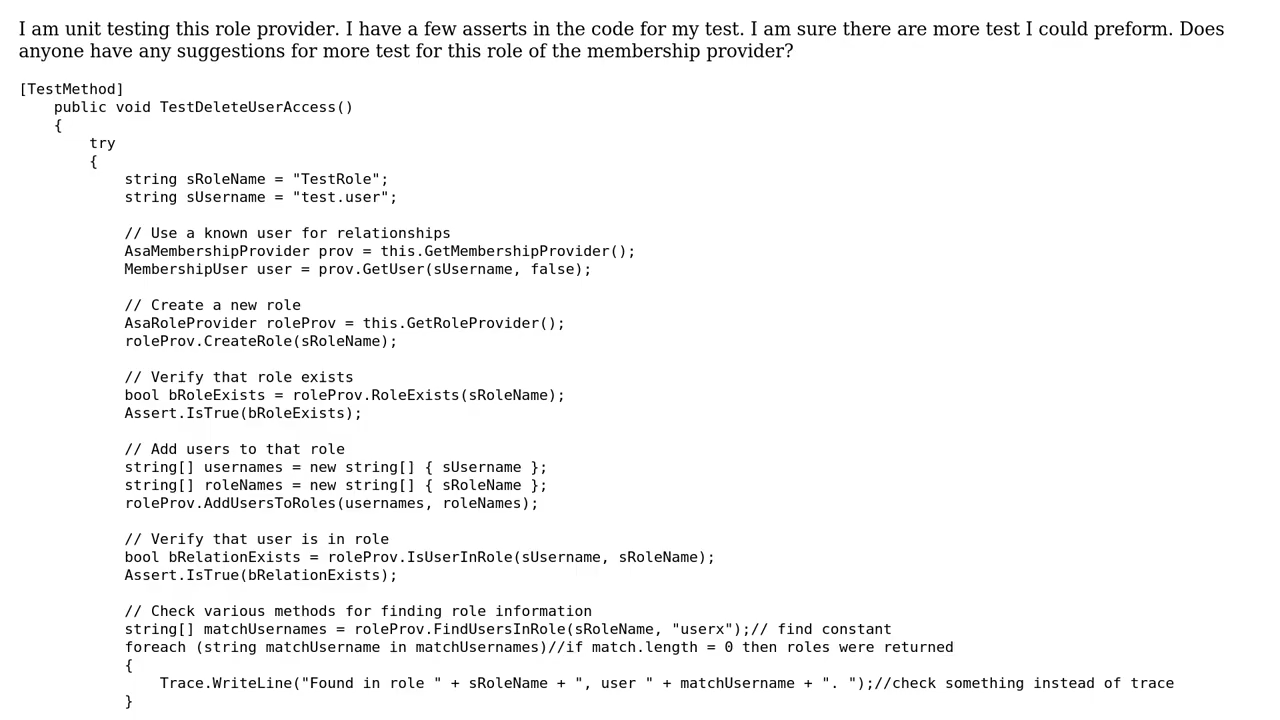 I am unit testing this role provider. I have a few asserts in the code for my test. I am sure there are more test I could preform. Does
anyone have any suggestions for more test for this role of the membership provider?
[TestMethod]
    public void TestDeleteUserAccess()
    {
        try
        {
            string sRoleName = "TestRole";
            string sUsername = "test.user";

            // Use a known user for relationships
            AsaMembershipProvider prov = this.GetMembershipProvider();
            MembershipUser user = prov.GetUser(sUsername, false);

            // Create a new role
            AsaRoleProvider roleProv = this.GetRoleProvider();
            roleProv.CreateRole(sRoleName);

            // Verify that role exists
            bool bRoleExists = roleProv.RoleExists(sRoleName);
            Assert.IsTrue(bRoleExists);

            // Add users to that role
            string[] usernames = new string[] { sUsername };
            string[] roleNames = new string[] { sRoleName };
            roleProv.AddUsersToRoles(usernames, roleNames);

            // Verify that user is in role
            bool bRelationExists = roleProv.IsUserInRole(sUsername, sRoleName);
            Assert.IsTrue(bRelationExists);

            // Check various methods for finding role information
            string[] matchUsernames = roleProv.FindUsersInRole(sRoleName, "userx");// find constant
            foreach (string matchUsername in matchUsernames)//if match.length = 0 then roles were returned
            {
                Trace.WriteLine("Found in role " + sRoleName + ", user " + matchUsername + ". ");//check something instead of trace
            }